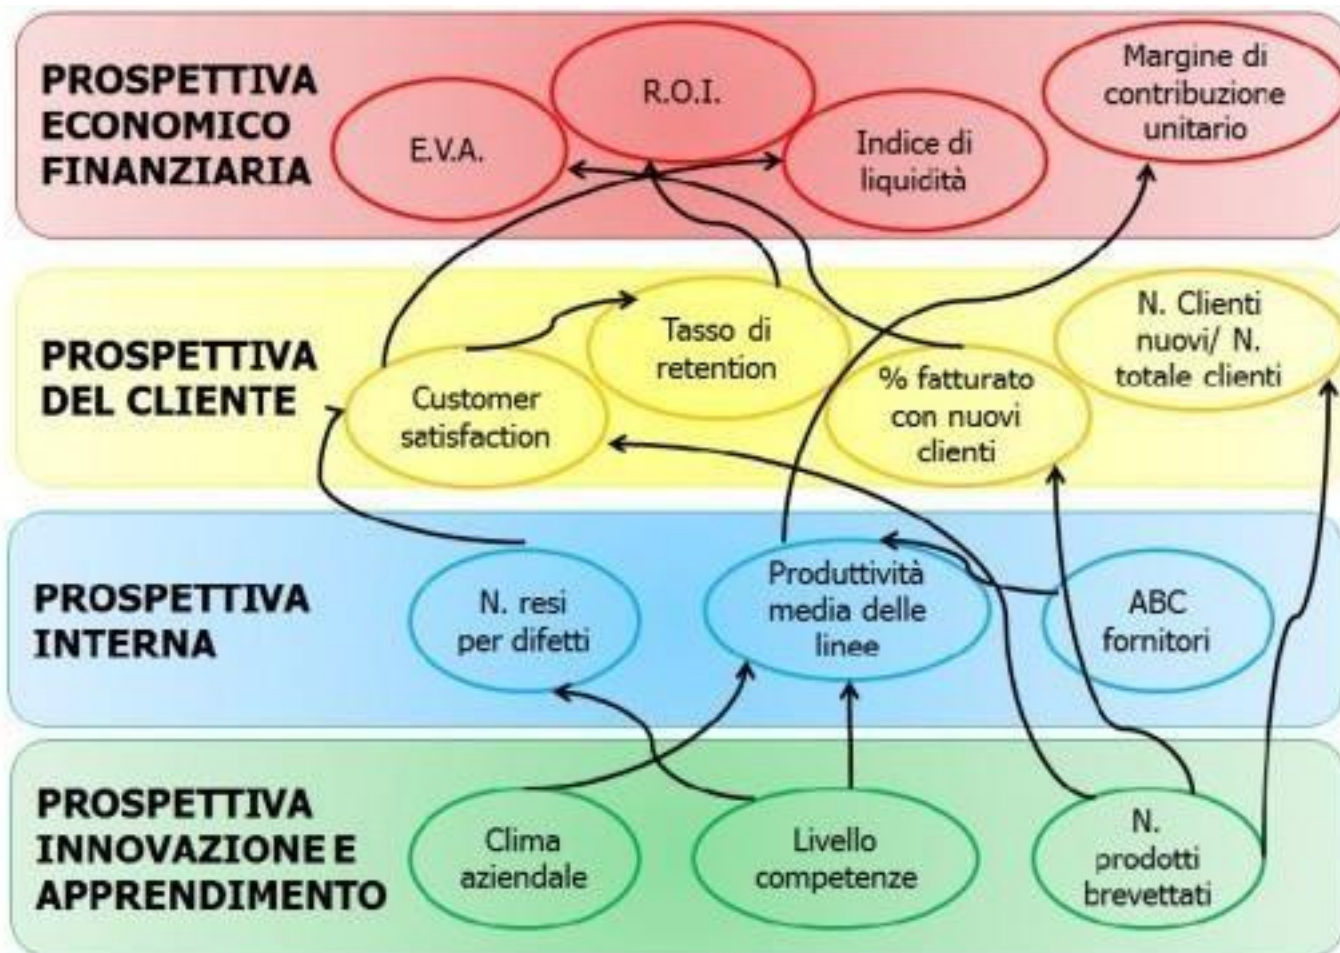 PROSPETTIVA
ECONOMICO
FINANZIARIA
E.V.A.
R.O.I.
Indice di
liquidità
Margine di
contribuzione
unitario
PROSPETTIVA
DEL CLIENTE
Customer
satisfaction
Tasso di
retention
% fatturato
con nuovi
clienti
N. Clienti
nuovi/ N.
totale clienti
PROSPETTIVA
INTERNA
N. resi
per difetti
Produttività
media delle
linee
ABC
fornitori
PROSPETTIVA
INNOVAZIONE E
APPRENDIMENTO
Clima
aziendale
Livello
competenze
N.
prodotti
brevettati